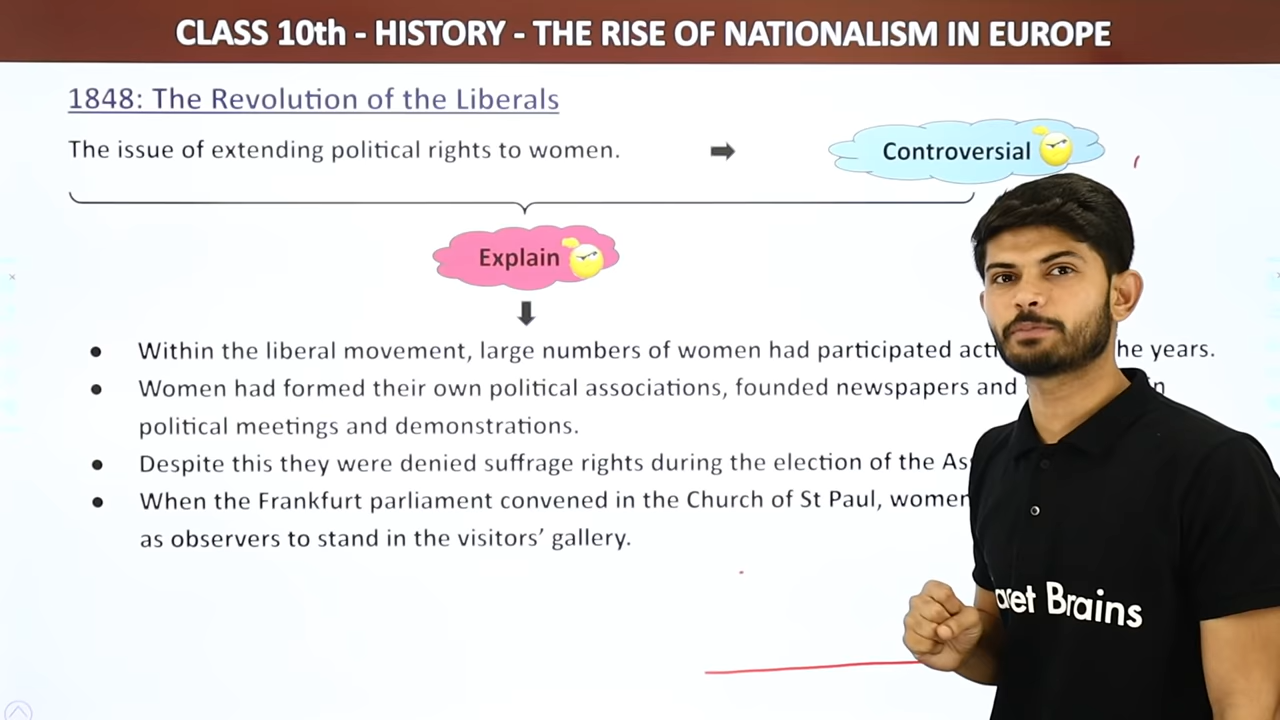 CLASS 10th - HISTORY - THE RISE OF NATIONALISM IN EUROPE
1848: The Revolution of the Liberals
The issue of extending political rights to women. Controversial
Explain
Within the liberal movement, large numbers of women had participated he years.
Women had formed their own political associations, founded newspapers and
political meetings and demonstrations.
Despite this they were denied suffrage rights during the election of the
When the Frankfurt parliament convened in the Church of St Paul, women
as observers to stand in the visitors’ gallery.
aret Brains